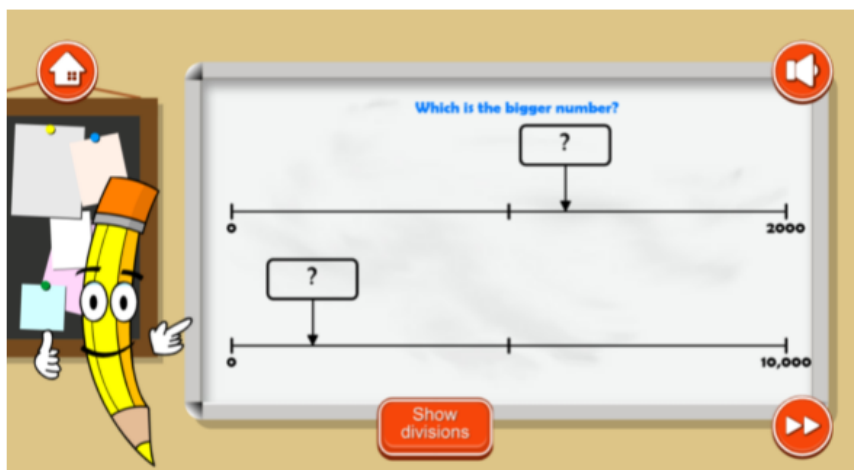 Which is the bigger number?
?
0
2000
?
0
10,000
Show
divisions